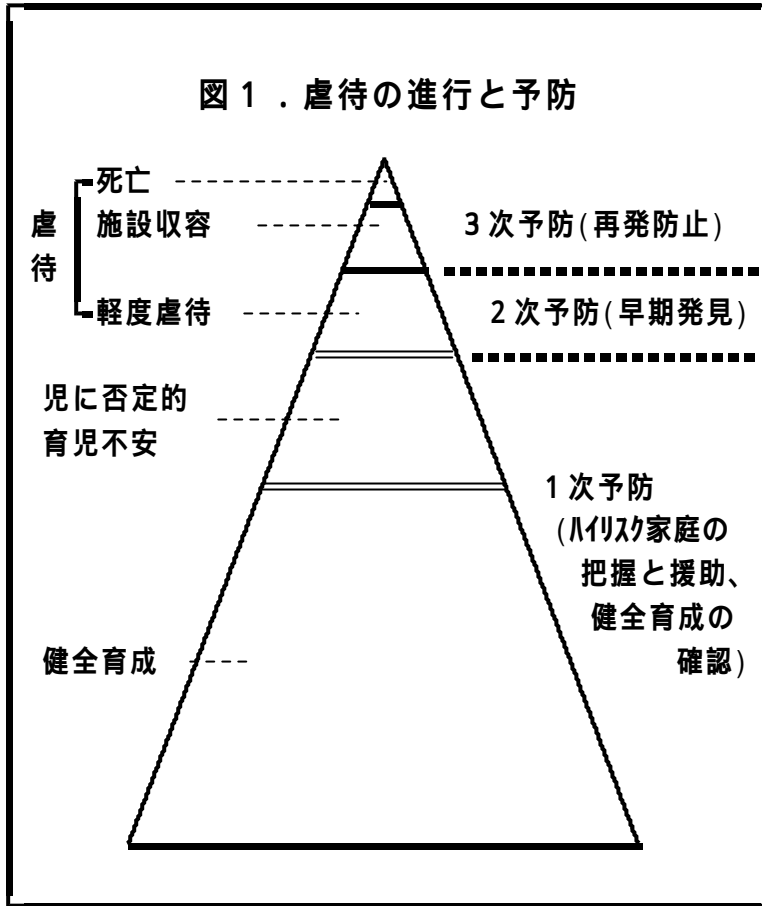 図１．虐待の進行と予防
死亡
虐待
施設収容
3次予防(再発防止)
軽度虐待
2次予防(早期発見)
児に否定的
育児不安
1次予防
(ﾊｲﾘｽｸ家庭の
把握と援助、
健全育成の
確認)
健全育成